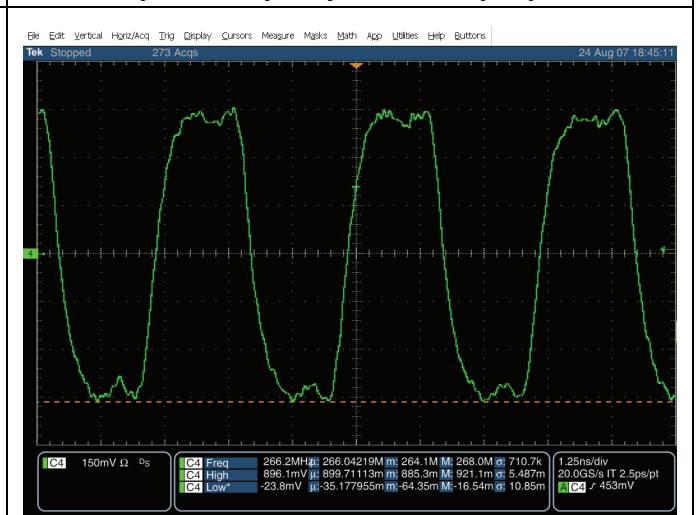 File Edit Vertical Horiz/Acq Trig Display Cursors Measure Masks Math App Utilities Help Buttons
Tek Stopped 273 Acqs 24 Aug 07 18:45:11
4
C4 150mV Ω Ds
C4 Freq 266.2MHz µ: 266.04219M m: 264.1M M: 268.0M σ: 710.7k
C4 High 896.1mV µ: 899.71113m m: 885.3m M: 921.1m σ: 5.487m
C4 Low* -23.8mV µ: -35.177955m m: -64.35m M: -16.54m σ: 10.85m
1.25ns/div
20.0GS/s IT 2.5ps/pt
A C4 453mV